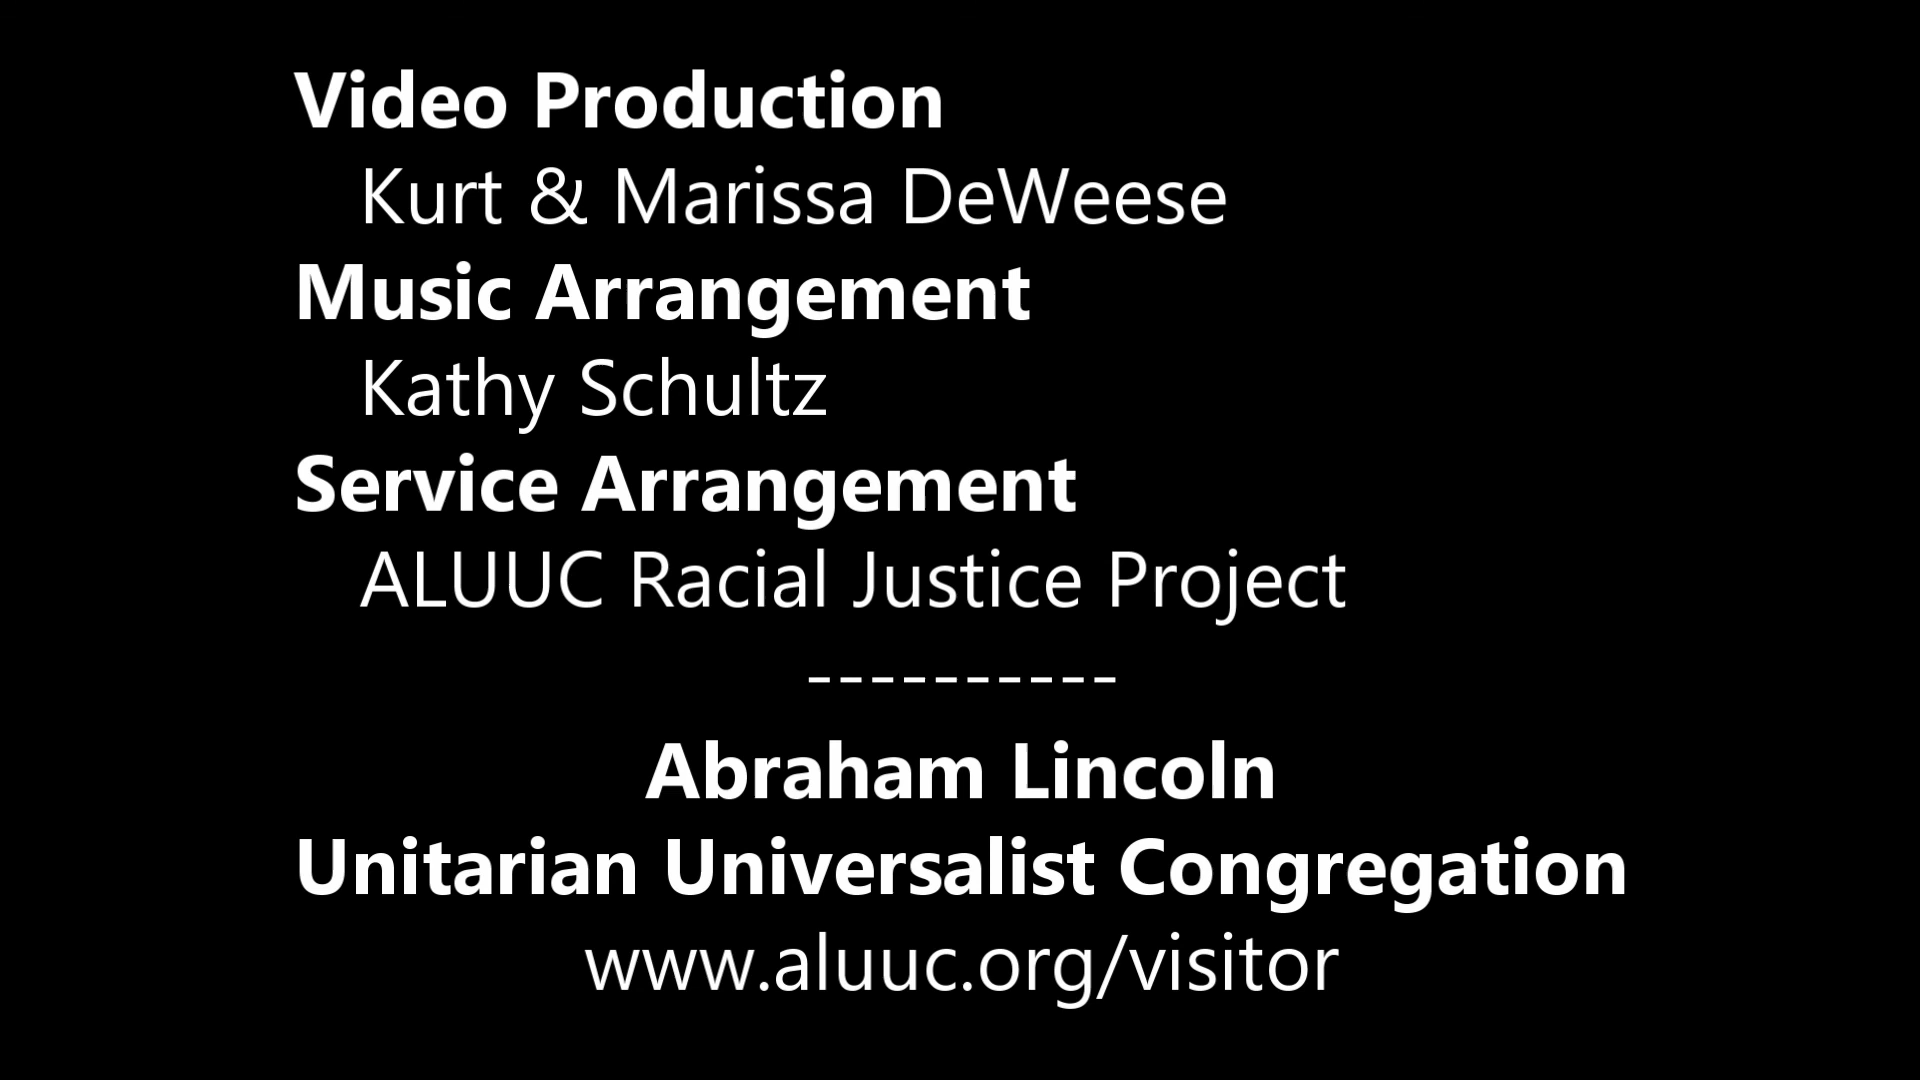 Video Production
Kurt & Marissa DeWeese
Music Arrangement
Kathy Schultz
Service Arrangement
ALUUC Racial Justice Project
----------
Abraham Lincoln
Unitarian Universalist Congregation
www.aluuc.org/visitor